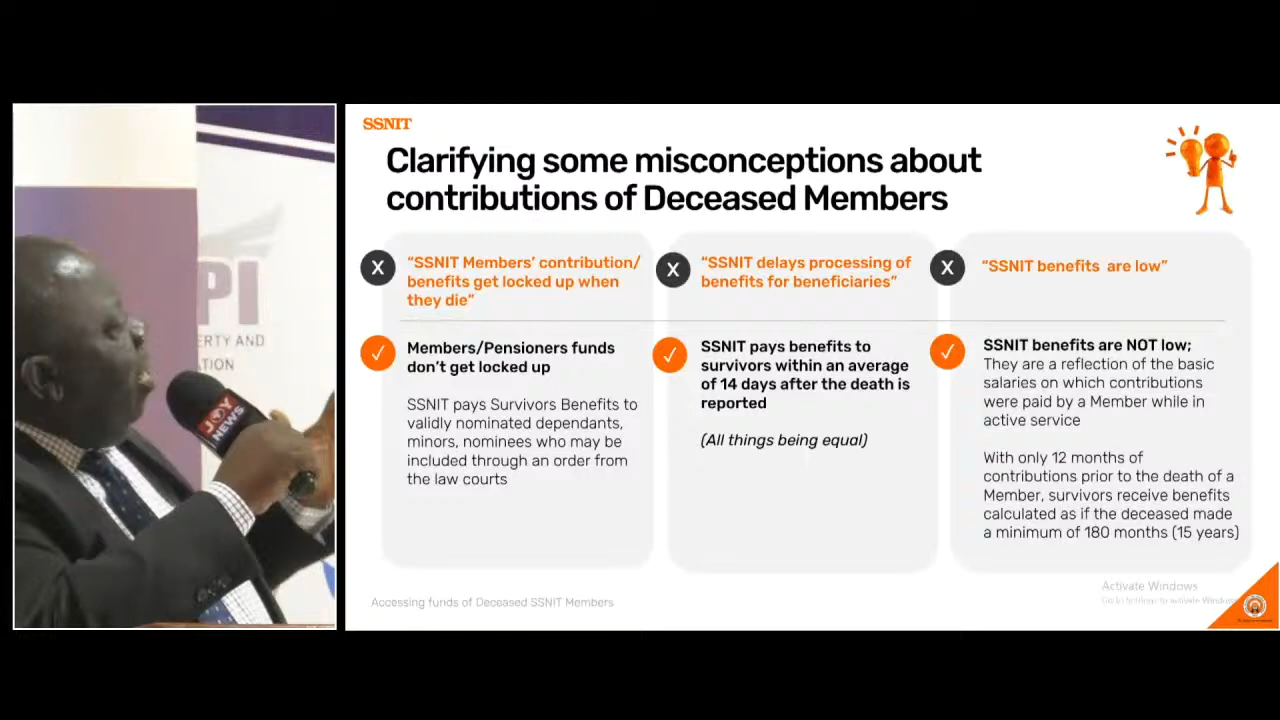 SSNIT
Clarifying some misconceptions about
contributions of Deceased Members
X
“SSNIT Members’ contribution/
benefits get locked up when
they die”
Members/Pensioners funds
don’t get locked up
SSNIT pays Survivors Benefits to
validly nominated dependants,
minors, nominees who may be
included through an order from
the law courts
X
“SSNIT delays processing of
benefits for beneficiaries”
SSNIT pays benefits to
survivors within an average
of 14 days after the death is
reported
(All things being equal)
X
“SSNIT benefits are low”
SSNIT benefits are NOT low;
They are a reflection of the basic
salaries on which contributions
were paid by a Member while in
active service
With only 12 months of
contributions prior to the death of a
Member, survivors receive benefits
calculated as if the deceased made
a minimum of 180 months (15 years)
Accessing funds of Deceased SSNIT Members
Activate Windows
Go to Settings to activate Windows
PI
ERTY AND
ATION
JOY
NEWS